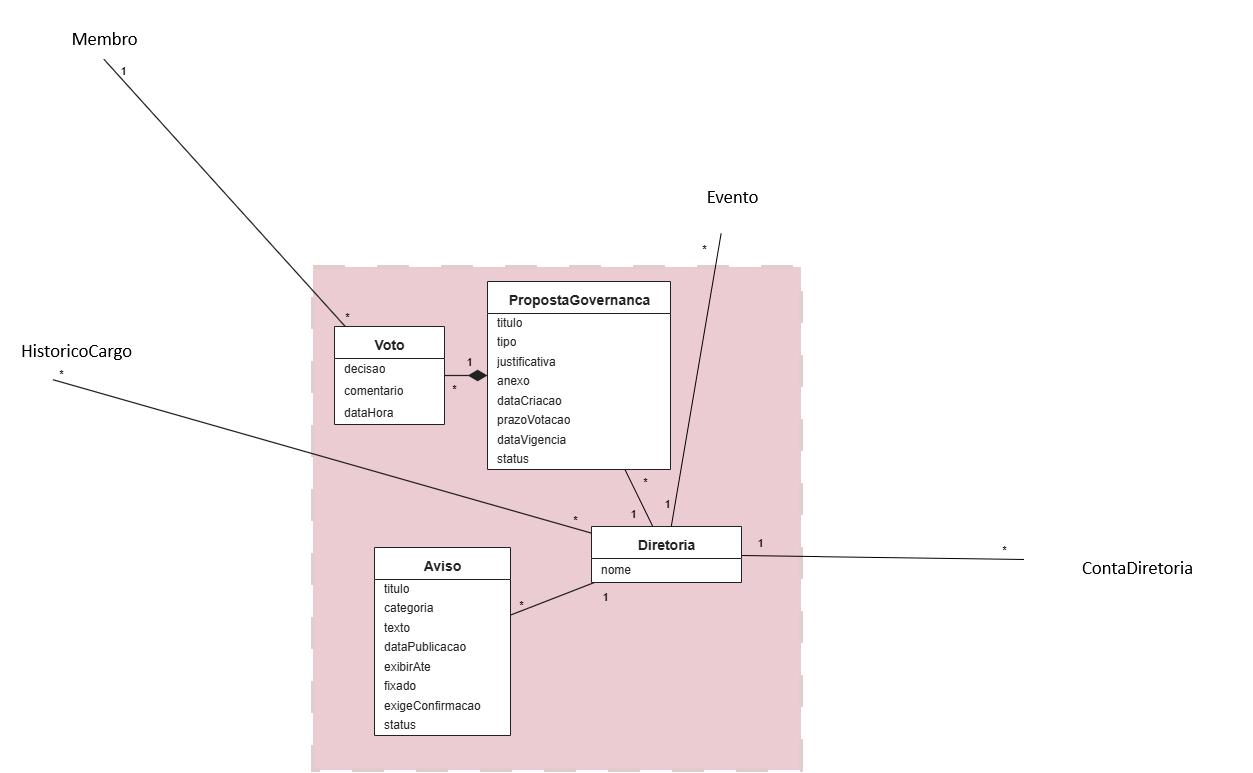 Membro
1
Evento
*
*
HistoricoCargo
*
Voto
decisao
comentario
dataHora
1
*
PropostaGovernanca
titulo
tipo
justificativa
anexo
dataCriacao
prazoVotacao
dataVigencia
status
*
1
1
*
Diretoria
nome
1
*
ContaDiretoria
1
*
Aviso
titulo
categoria
texto
dataPublicacao
exibirAte
fixado
exigeConfirmacao
status